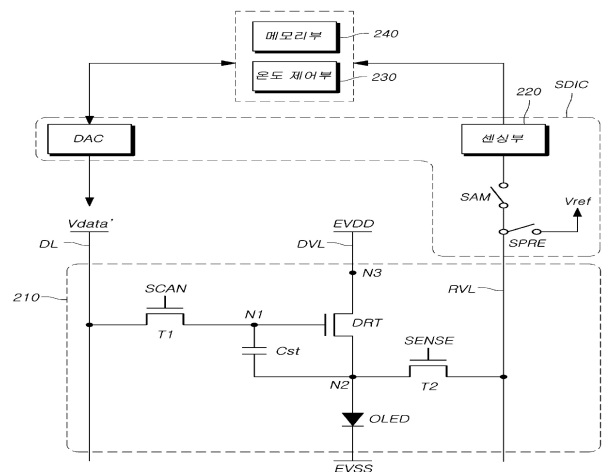 메모리부
240
온도 제어부
230
SDIC
220
DAC
센싱부
SAM
Vref
Vdata'
EVDD
SPRE
DL
DVL
RVL
210
N3
SCAN
N1
DRT
SENSE
T1
Cst
N2
T2
OLED
EVSS